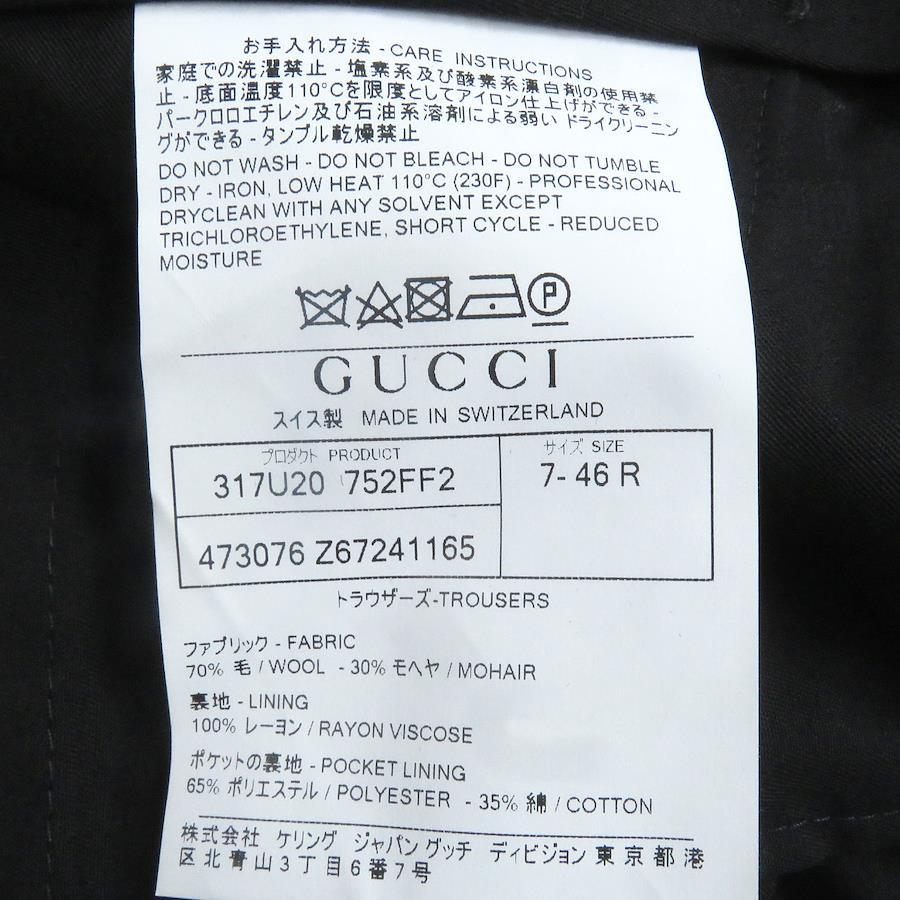 お手入れ方法 - CARE INSTRUCTIONS
家庭での洗濯禁止 - 塩素系及び酸素系漂白剤の使用禁
止 - 底面温度110°Cを限度としてアイロン仕上げができる -
パークロロエチレン及び石油系溶剤による弱い ドライクリーニン
グができる - タンブル乾燥禁止
DO NOT WASH - DO NOT BLEACH - DO NOT TUMBLE
DRY - IRON, LOW HEAT 110°C (230F) - PROFESSIONAL
DRYCLEAN WITH ANY SOLVENT EXCEPT
TRICHLOROETHYLENE, SHORT CYCLE - REDUCED
MOISTURE
P
GUCCI
スイス製 MADE IN SWITZERLAND
プロダクト PRODUCT
317U20 752FF2
サイズ SIZE
7- 46 R
473076 Z67241165
トラウザーズ-TROUSERS
ファブリック - FABRIC
70% 毛 / WOOL - 30% モヘヤ / MOHAIR
裏地 - LINING
100% レーヨン / RAYON VISCOSE
ポケットの裏地 - POCKET LINING
65% ポリエステル / POLYESTER - 35% 綿 / COTTON
株式会社 ケリング ジャパン グッチ ディビジョン 東京都港
区北青山3丁目6番7号